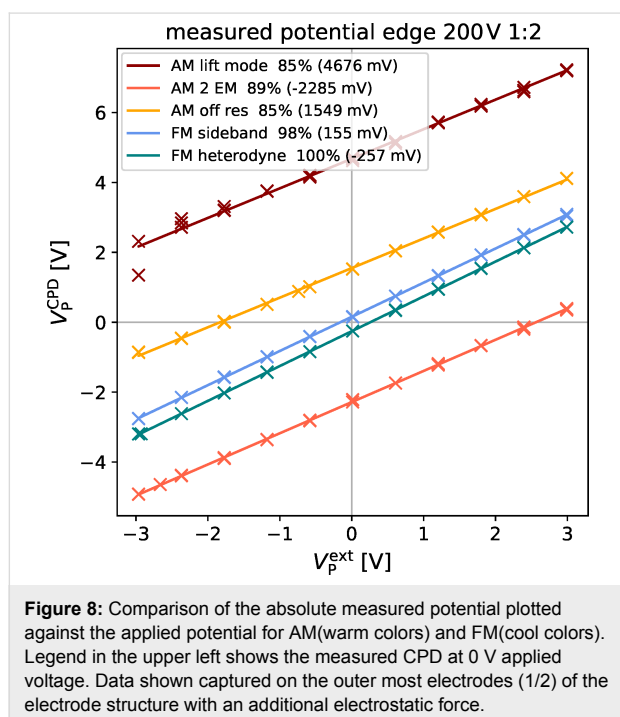 measured potential edge 200 V 1:2
AM lift mode 85% (4676 mV)
AM 2 EM 89% (-2285 mV)
AM off res 85% (1549 mV)
FM sideband 98% (155 mV)
FM heterodyne 100% (-257 mV)
6
4
2
0
−2
−4
V_P^CPD [V]
−3 −2 −1 0 1 2 3
V_P^ext [V]
Figure 8: Comparison of the absolute measured potential plotted
against the applied potential for AM(warm colors) and FM(cool colors).
Legend in the upper left shows the measured CPD at 0 V applied
voltage. Data shown captured on the outer most electrodes (1/2) of the
electrode structure with an additional electrostatic force.